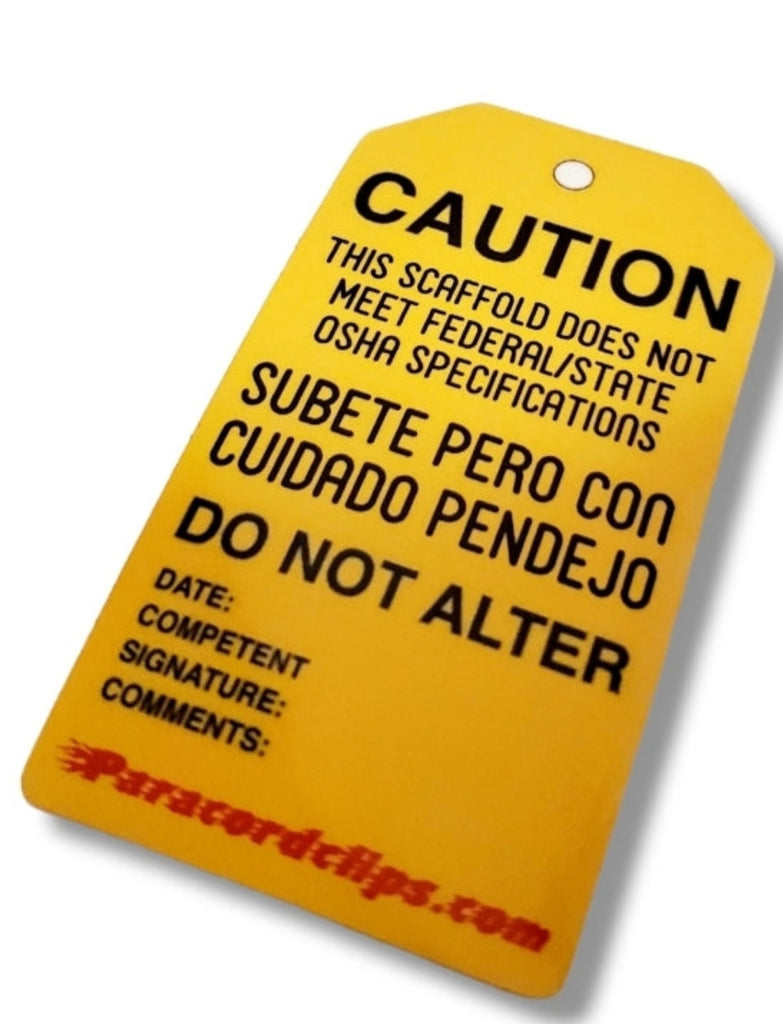 CAUTION
THIS SCAFFOLD DOES NOT
MEET FEDERAL/STATE
OSHA SPECIFICATIONS
SUBETE PERO CON
CUIDADO PENDEJO
DO NOT ALTER
DATE:
COMPETENT
SIGNATURE:
COMMENTS:
Paracordclips.com